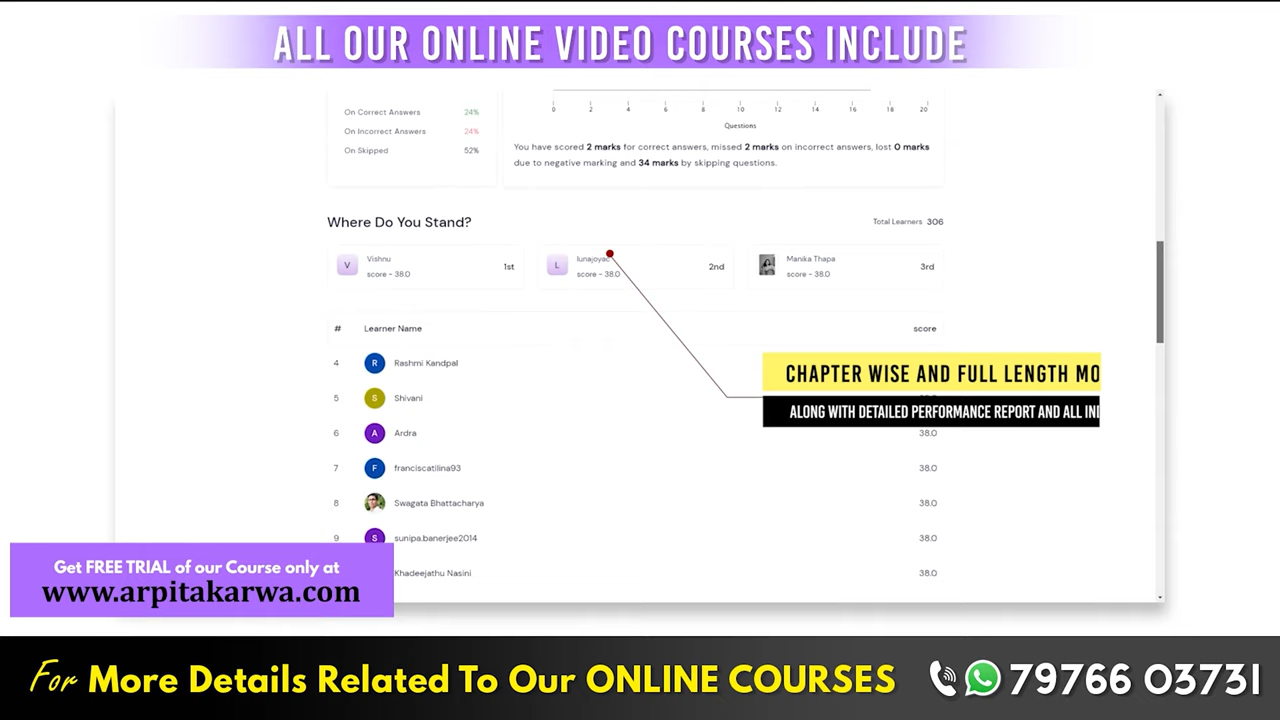 ALL OUR ONLINE VIDEO COURSES INCLUDE
On Correct Answers 24%
On Incorrect Answers 24%
On Skipped 52%
0 2 4 6 8 10 12 14 16 18 20
Questions
You have scored 2 marks for correct answers, missed 2 marks on incorrect answers, lost 0 marks
due to negative marking and 34 marks by skipping questions.
Where Do You Stand?
Total Learners 306
V Vishnu
score - 38.0
1st
L lunajoyac
score - 38.0
2nd
Manika Thapa
score - 38.0
3rd
# Learner Name score
4 R Rashmi Kandpal
5 S Shivani
6 A Ardra 38.0
7 F franciscatilina93 38.0
8 Swagata Bhattacharya 38.0
9 S sunipa.banerjee2014 38.0
Khadeejathu Nasini 38.0
CHAPTER WISE AND FULL LENGTH MO
ALONG WITH DETAILED PERFORMANCE REPORT AND ALL IN
Get FREE TRIAL of our Course only at
www.arpitakarwa.com
For More Details Related To Our ONLINE COURSES
79766 03731